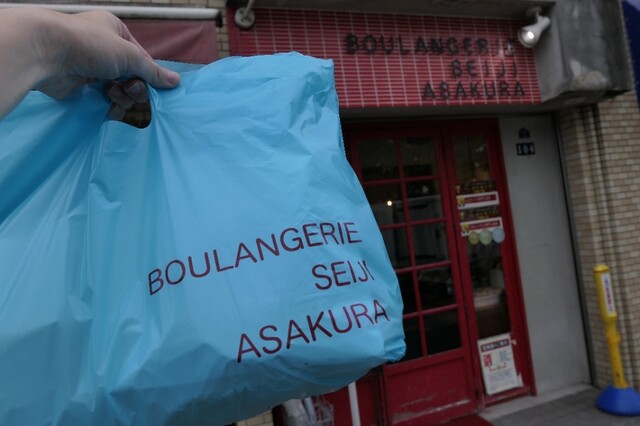 BOULANGERIE
SEIJI
ASAKURA
104
BOULANGERIE
SEIJI
ASAKURA